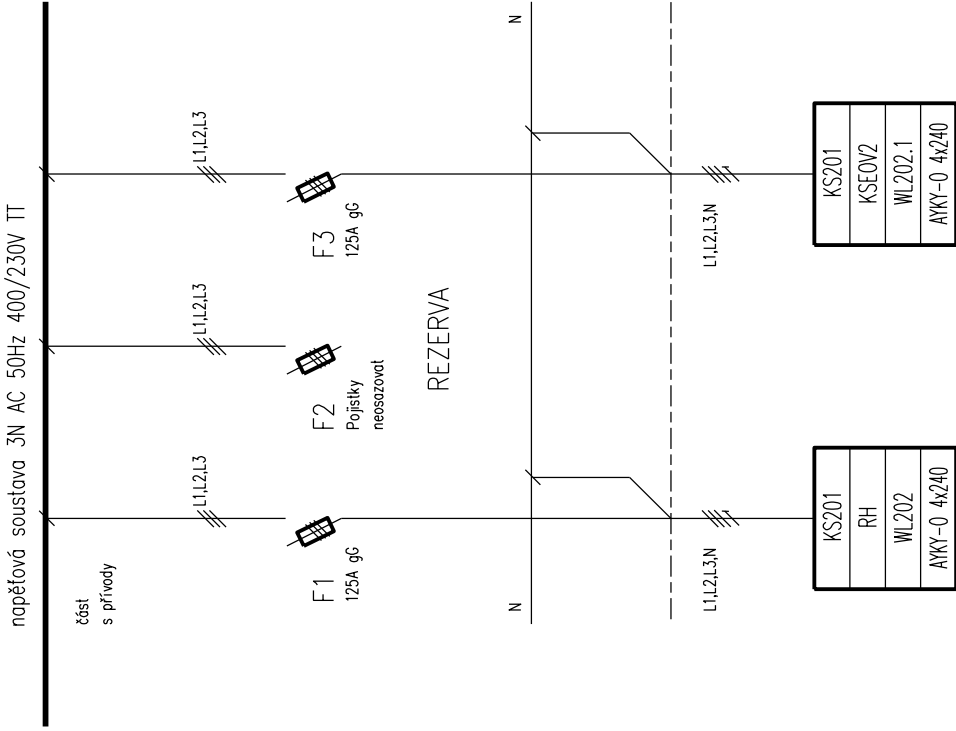 napěťová soustava 3N AC 50Hz 400/230V TT
část
s přívody
L1,L2,L3
L1,L2,L3
L1,L2,L3
F1
125A gG
F2
Pojistky
neosazovat
F3
125A gG
REZERVA
N
N
L1,L2,L3,N
L1,L2,L3,N
KS201
RH
WL202
AYKY-O 4x240
KS201
KSEOV2
WL202.1
AYKY-O 4x240